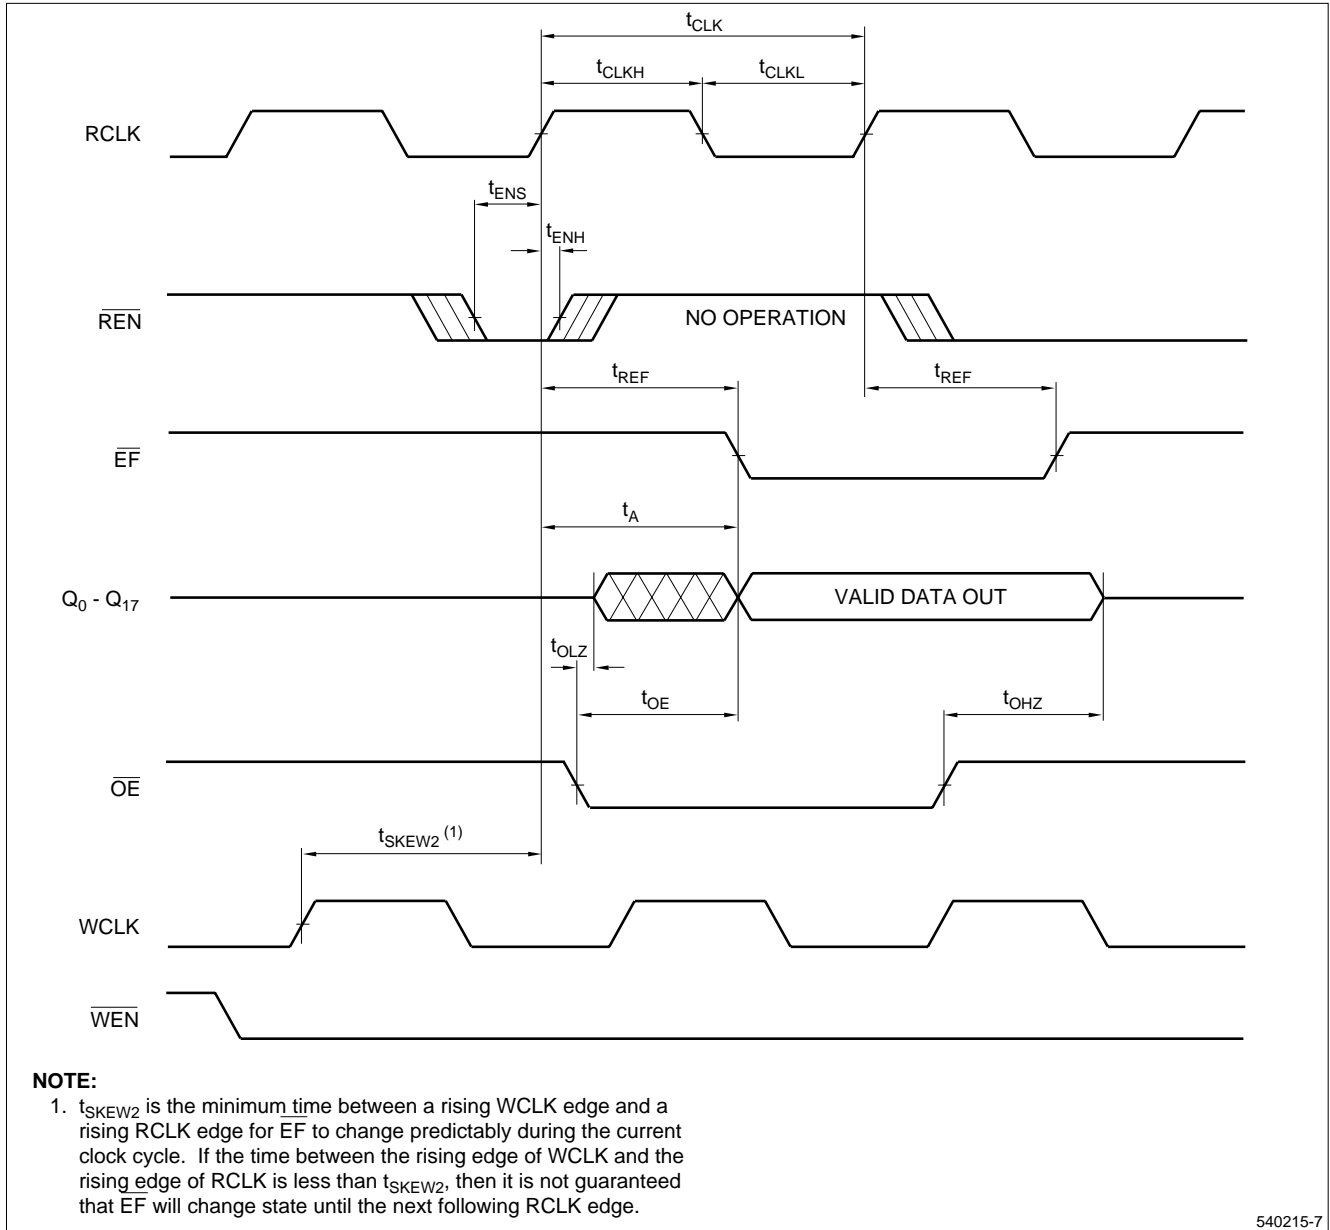 tCLK
tCLKH
tCLKL
RCLK
tENS
tENH
REN
NO OPERATION
tREF
tREF
EF
tA
Q0 - Q17
VALID DATA OUT
tOLZ
tOE
tOHZ
OE
tSKEW2 (1)
WCLK
WEN
NOTE:
1. tSKEW2 is the minimum time between a rising WCLK edge and a
rising RCLK edge for EF to change predictably during the current
clock cycle. If the time between the rising edge of WCLK and the
rising edge of RCLK is less than tSKEW2, then it is not guaranteed
that EF will change state until the next following RCLK edge.
540215-7